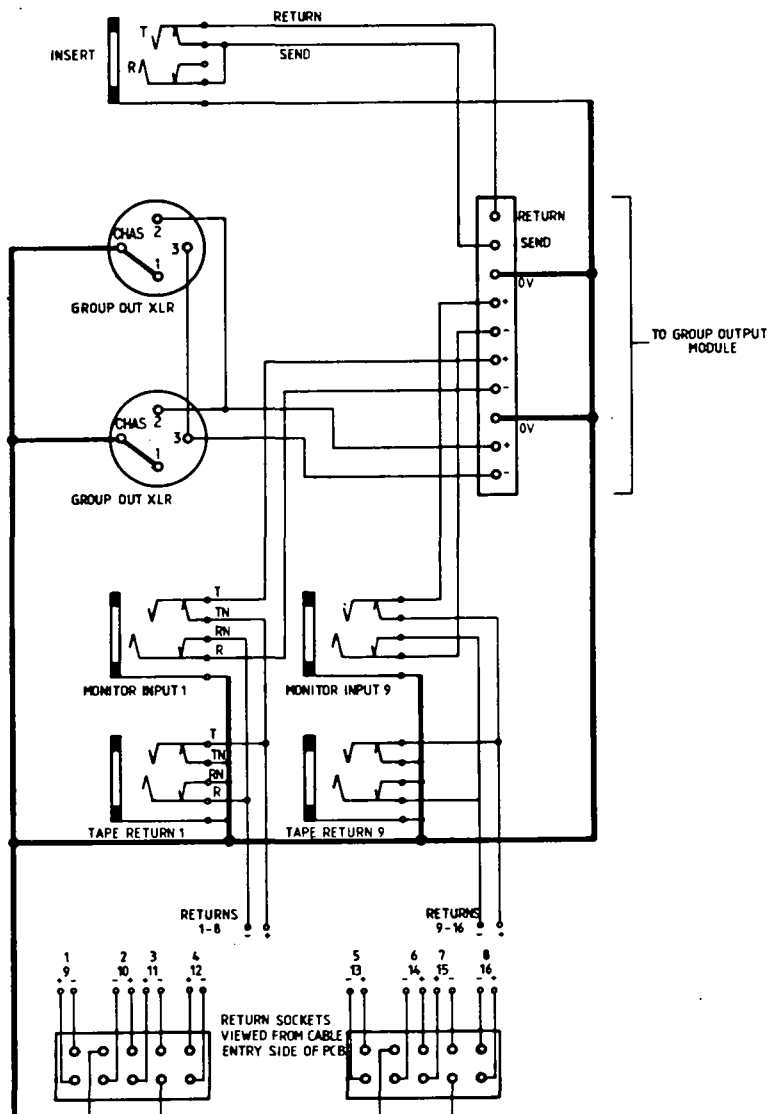 RETURN
T
INSERT
SEND
R
RETURN
SEND
0V
+
-
+
-
0V
+
-
TO GROUP OUTPUT
MODULE
CHAS 2
3
1
GROUP OUT XLR
CHAS 2
3
1
GROUP OUT XLR
T
TN
RN
R
MONITOR INPUT 1
MONITOR INPUT 9
T
TN
RN
R
TAPE RETURN 1
TAPE RETURN 9
RETURNS
1-8
- +
RETURNS
9-16
- +
1 2 3 4
9 10 11 12
+ - - + + - + -
5 6 7 8
13 14 15 16
- + - + + - - +
RETURN SOCKETS
VIEWED FROM CABLE
ENTRY SIDE OF PCB